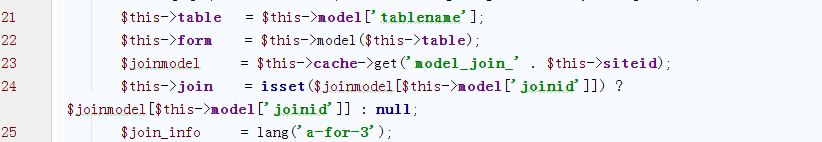 21 $this->table = $this->model['tablename'];
22 $this->form = $this->model($this->table);
23 $joinmodel = $this->cache->get('model_join_' . $this->siteid);
24 $this->join = isset($joinmodel[$this->model['joinid']]) ?
$joinmodel[$this->model['joinid']] : null;
25 $join_info = lang('a-for-3');